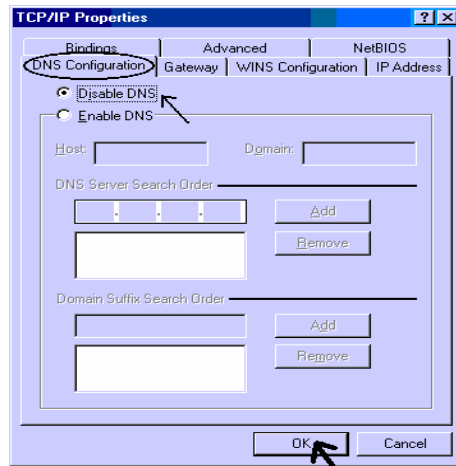 TCP/IP Properties
? X
Bindings Advanced NetBIOS
DNS Configuration Gateway WINS Configuration IP Address
Disable DNS
Enable DNS
Host: Domain:
DNS Server Search Order
. . . Add
Remove
Domain Suffix Search Order
Add
Remove
OK Cancel